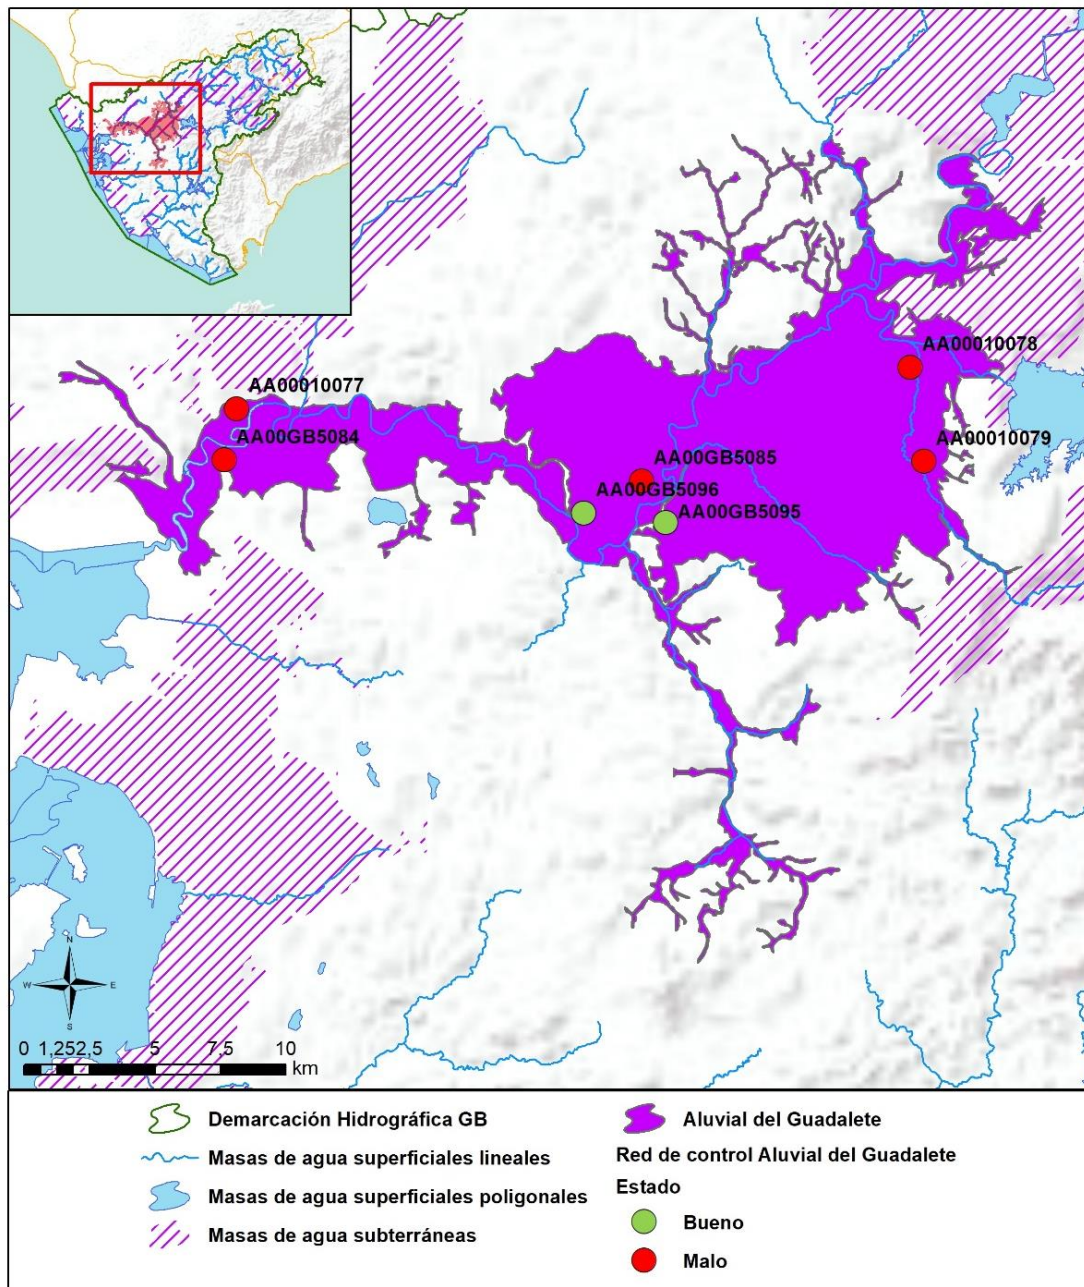 AA00010078
AA00010077
AA00GB5084
AA00010079
AA00GB5085
AA00GB5096
AA00GB5095
N
W E
S
0 1,252,5 5 7,5 10
km
Demarcación Hidrográfica GB
Masas de agua superficiales lineales
Masas de agua superficiales poligonales
Masas de agua subterráneas
Aluvial del Guadalete
Red de control Aluvial del Guadalete
Estado
Bueno
Malo